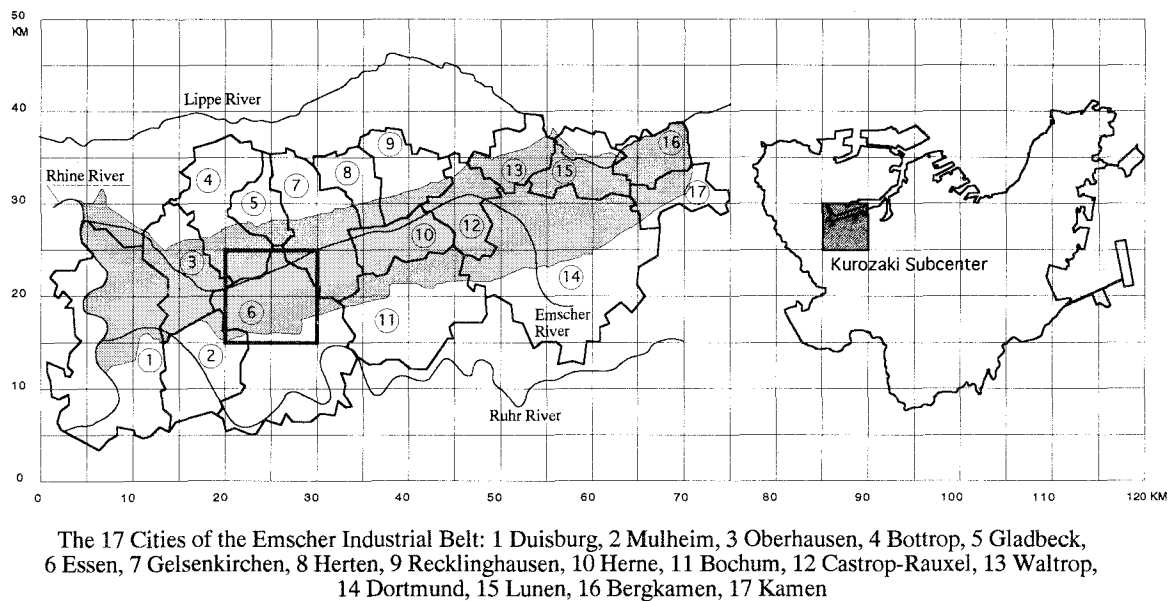 50
KM
40
30
20
10
0
Lippe River
Rhine River
9
8
7
4
5
13
16
15
17
3
10
12
14
6
11
1
2
Emscher
River
Ruhr River
Kurozaki Subcenter
0 10 20 30 40 50 60 70 80 90 100 110 120 KM
The 17 Cities of the Emscher Industrial Belt: 1 Duisburg, 2 Mulheim, 3 Oberhausen, 4 Bottrop, 5 Gladbeck,
6 Essen, 7 Gelsenkirchen, 8 Herten, 9 Recklinghausen, 10 Herne, 11 Bochum, 12 Castrop-Rauxel, 13 Waltrop,
14 Dortmund, 15 Lunen, 16 Bergkamen, 17 Kamen